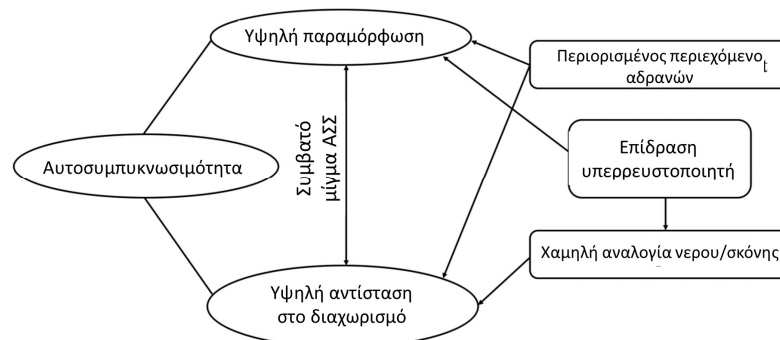 Υψηλή παραμόρφωση
Περιορισμένος περιεχόμενο
αδρανών
Συμβατό
μίγμα ΑΣΣ
Αυτοσυμπυκνωσιμότητα
Επίδραση
υπερρευστοποιητή
Χαμηλή αναλογία νερου/σκόνης
Υψηλή αντίσταση
στο διαχωρισμό